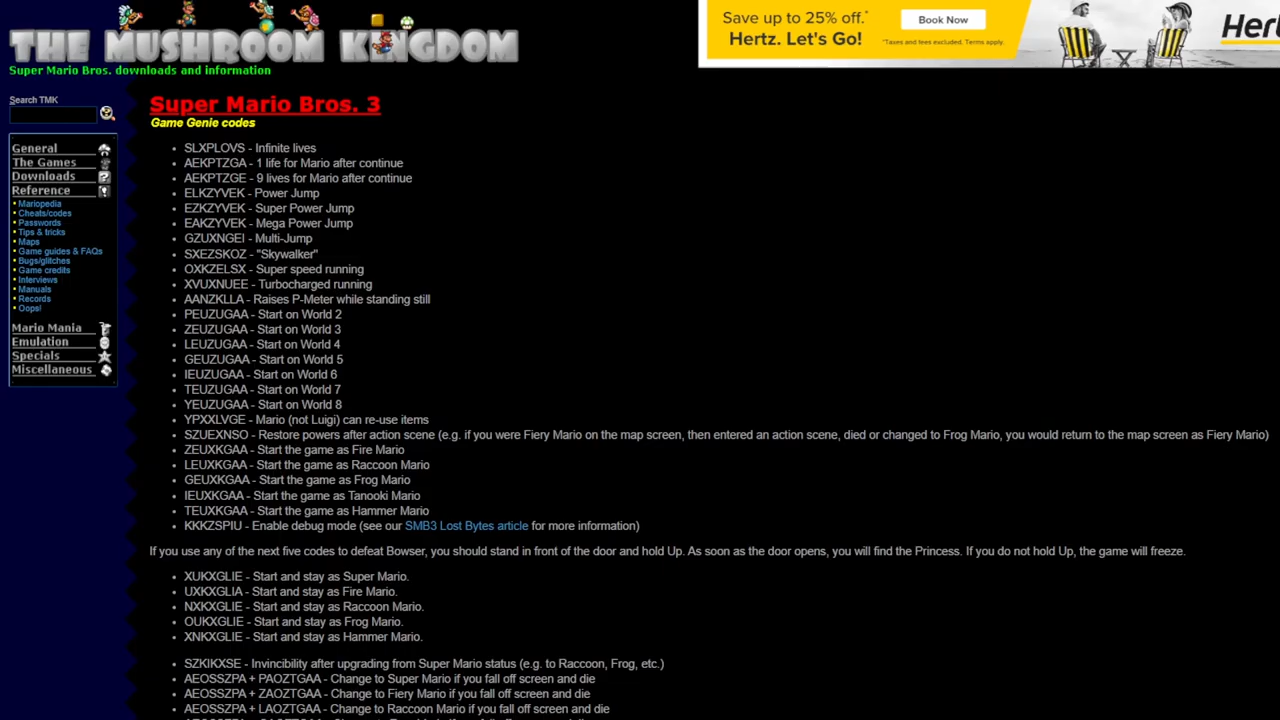 THE MUSHROOM KINGDOM
Super Mario Bros. downloads and information
Save up to 25% off.*
Hertz. Let's Go!
Book Now
*Taxes and fees excluded. Terms apply.
Search TMK
General
The Games
Downloads
Reference
Mariopedia
Cheats/codes
Passwords
Tips & tricks
Maps
Game guides & FAQs
Bugs/glitches
Game credits
Interviews
Manuals
Records
Oops!
Mario Mania
Emulation
Specials
Miscellaneous
Super Mario Bros. 3
Game Genie codes
SLXPLOVS - Infinite lives
AEKPTZGA - 1 life for Mario after continue
AEKPTZGE - 9 lives for Mario after continue
ELKZYVEK - Power Jump
EZKZYVEK - Super Power Jump
EAKZYVEK - Mega Power Jump
GZUXNGEI - Multi-Jump
SXEZSKOZ - "Skywalker"
OXKZELSX - Super speed running
XVUXNUEE - Turbocharged running
AANZKLLA - Raises P-Meter while standing still
PEUZUGAA - Start on World 2
ZEUZUGAA - Start on World 3
LEUZUGAA - Start on World 4
GEUZUGAA - Start on World 5
IEUZUGAA - Start on World 6
TEUZUGAA - Start on World 7
YEUZUGAA - Start on World 8
YPXXLVGE - Mario (not Luigi) can re-use items
SZUEXNSO - Restore powers after action scene (e.g. if you were Fiery Mario on the map screen, then entered an action scene, died or changed to Frog Mario, you would return to the map screen as Fiery Mario)
ZEUXKGAA - Start the game as Fire Mario
LEUXKGAA - Start the game as Raccoon Mario
GEUXKGAA - Start the game as Frog Mario
IEUXKGAA - Start the game as Tanooki Mario
TEUXKGAA - Start the game as Hammer Mario
KKKZSPIU - Enable debug mode (see our SMB3 Lost Bytes article for more information)
If you use any of the next five codes to defeat Bowser, you should stand in front of the door and hold Up. As soon as the door opens, you will find the Princess. If you do not hold Up, the game will freeze.
XUKXGLIE - Start and stay as Super Mario.
UXKXGLIA - Start and stay as Fire Mario.
NXKXGLIE - Start and stay as Raccoon Mario.
OUKXGLIE - Start and stay as Frog Mario.
XNKXGLIE - Start and stay as Hammer Mario.
SZKIKXSE - Invincibility after upgrading from Super Mario status (e.g. to Raccoon, Frog, etc.)
AEOSSZPA + PAOZTGAA - Change to Super Mario if you fall off screen and die
AEOSSZPA + ZAOZTGAA - Change to Fiery Mario if you fall off screen and die
AEOSSZPA + LAOZTGAA - Change to Raccoon Mario if you fall off screen and die